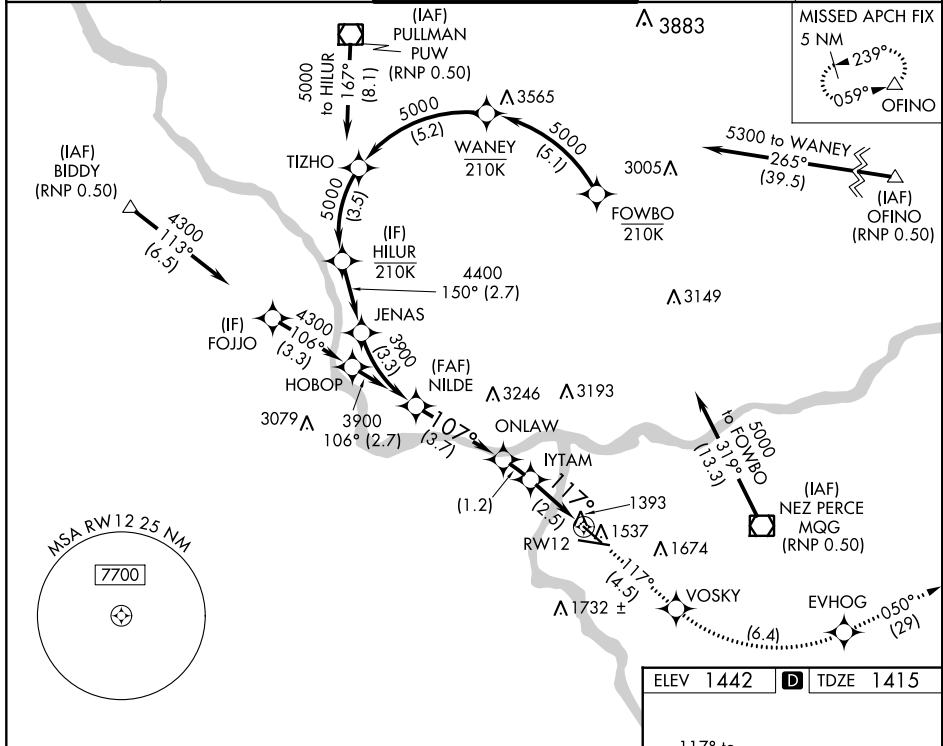 (IAF)
PULLMAN
PUW
(RNP 0.50)
5000
to HILUR
167°
(8.1)
3883
MISSED APCH FIX
5 NM
239°
059°
OFINO
5000
(5.2)
3565
WANEY
210K
5000
(5.1)
TIZHO
3005
5300 to WANEY
265°
(39.5)
(IAF)
OFINO
(RNP 0.50)
(IAF)
BIDDY
(RNP 0.50)
4300
113°
(6.5)
5000
(3.5)
FOWBO
210K
(IF)
HILUR
210K
4400
150° (2.7)
3149
(IF)
FOJJO
4300
106°
(3.3)
JENAS
3900
(3.3)
HOBOP
(FAF)
NILDE
3246
3193
3079
3900
106° (2.7)
107°
(3.7)
ONLAW
IYTAM
(1.2)
117°
(2.5)
1393
1537
RW12
1674
5000
to FOWBO
319°
(13.3)
(IAF)
NEZ PERCE
MQG
(RNP 0.50)
MSA RW12 25 NM
7700
117°
(4.5)
1732 ±
VOSKY
(6.4)
EVHOG
050°
(29)
ELEV 1442
D
TDZE 1415
117° to